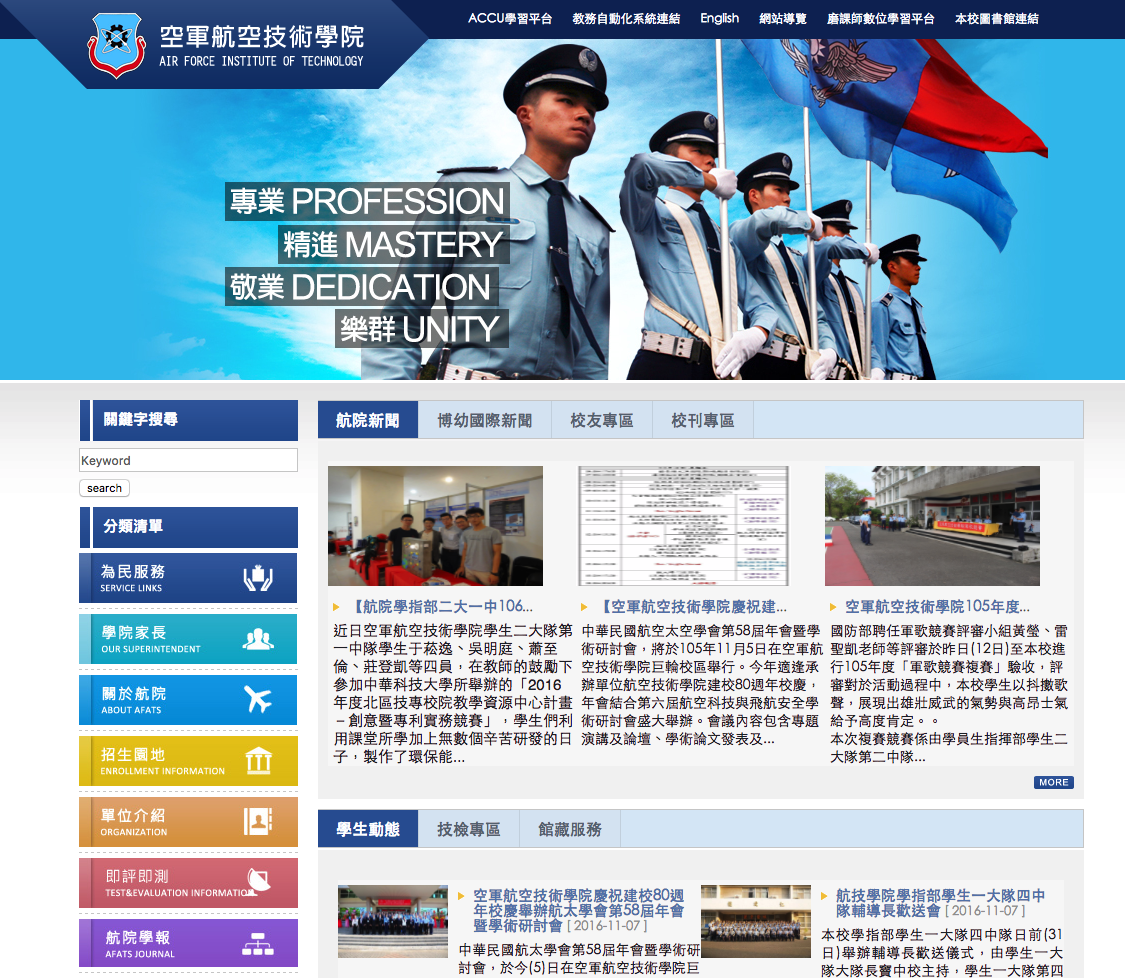 ACCU學習平台 教務自動化系統連結 English 網站導覽 磨課師數位學習平台 本校圖書館連結
空軍航空技術學院
AIR FORCE INSTITUTE OF TECHNOLOGY
專業 PROFESSION
精進 MASTERY
敬業 DEDICATION
樂群 UNITY
關鍵字搜尋
Keyword
search
分類清單
為民服務
SERVICE LINKS
學院家長
OUR SUPERINTENDENT
關於航院
ABOUT AFATS
招生園地
ENROLLMENT INFORMATION
單位介紹
ORGANIZATION
即評即測
TEST&EVALUATION INFORMATION
航院學報
AFATS JOURNAL
航院新聞 博幼國際新聞 校友專區 校刊專區
【航院學指部二大一中106...
近日空軍航空技術學院學生二大隊第
一中隊學生于菘逸、吳明庭、蕭至
倫、莊登凱等四員，在教師的鼓勵下
參加中華科技大學所舉辦的「2016
年度北區技專校院教學資源中心計畫
–創意暨專利實務競賽」，學生們利
用課堂所學加上無數個辛苦研發的日
子，製作了環保能...
【空軍航空技術學院慶祝建...
中華民國航空太空學會第58屆年會暨學
術研討會，將於105年11月5日在空軍航
空技術學院巨輪校區舉行。今年適逢承
辦單位航空技術學院建校80週年校慶，
年會結合第六屆航空科技與飛航安全學
術研討會盛大舉辦。會議內容包含專題
演講及論壇、學術論文發表及...
空軍航空技術學院105年度...
國防部聘任軍歌競賽評審小組黃瑩、雷
聖凱老師等評審於昨日(12日)至本校進
行105年度「軍歌競賽複賽」驗收，評
審對於活動過程中，本校學生以抖擻歌
聲，展現出雄壯威武的氣勢與高昂士氣
給予高度肯定。。
本次複賽競賽係由學員生指揮部學生二
大隊第二中隊...
MORE
學生動態 技檢專區 館藏服務
空軍航空技術學院慶祝建校80週
年校慶舉辦航太學會第58屆年會
暨學術研討會 [ 2016-11-07 ]
中華民國航太學會第58屆年會暨學術研
討會，於今(5)日在空軍航空技術學院巨
航技學院學指部學生一大隊四中
隊輔導長歡送會 [ 2016-11-07 ]
本校學指部學生一大隊四中隊日前(31
日)舉辦輔導長歡送儀式，由學生一大
隊大隊長竇中校主持，學生一大隊第四